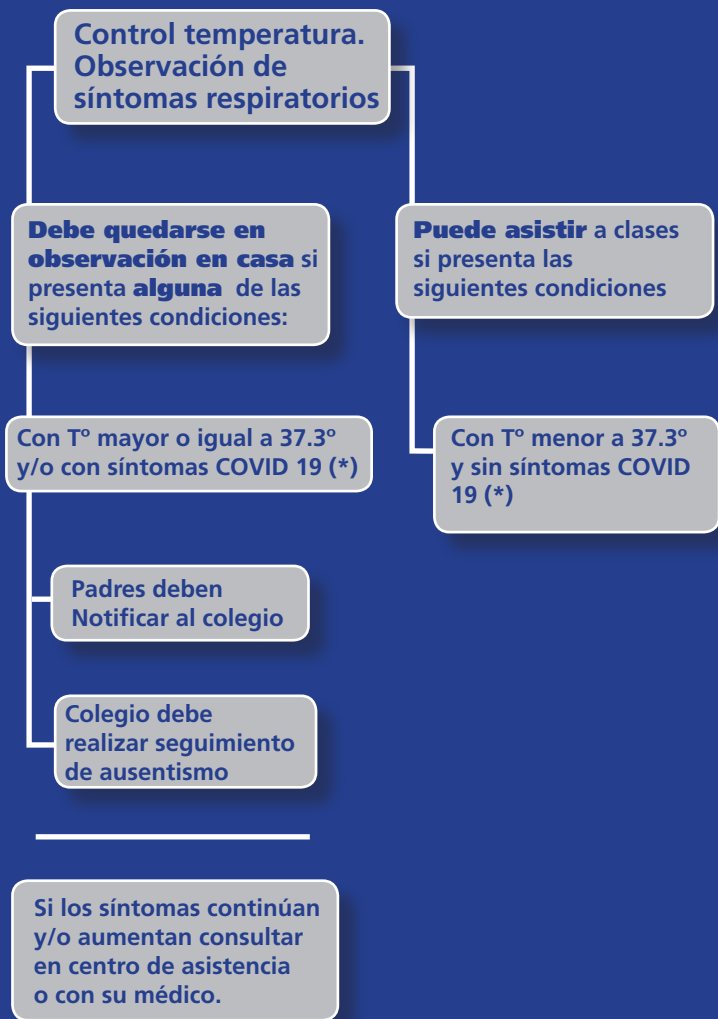 Control temperatura.
Observación de
síntomas respiratorios
Debe quedarse en
observación en casa si
presenta alguna de las
siguientes condiciones:
Puede asistir a clases
si presenta las
siguientes condiciones
Con Tº mayor o igual a 37.3º
y/o con síntomas COVID 19 (*)
Con Tº menor a 37.3º
y sin síntomas COVID
19 (*)
Padres deben
Notificar al colegio
Colegio debe
realizar seguimiento
de ausentismo
Si los síntomas continúan
y/o aumentan consultar
en centro de asistencia
o con su médico.